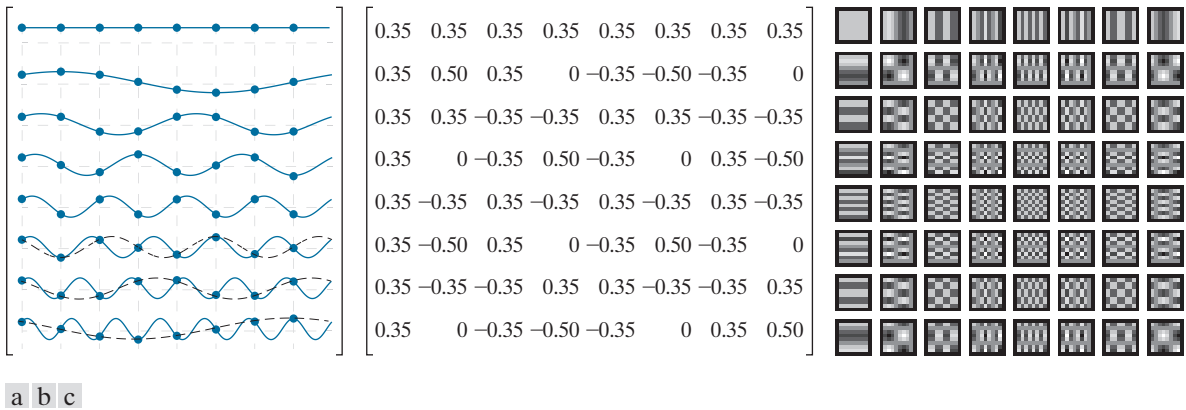 0.35 0.35 0.35 0.35 0.35 0.35 0.35 0.35
0.35 0.50 0.35 0 −0.35 −0.50 −0.35 0
0.35 0.35 −0.35 −0.35 0.35 0.35 −0.35 −0.35
0.35 0 −0.35 0.50 −0.35 0 0.35 −0.50
0.35 −0.35 0.35 −0.35 0.35 −0.35 0.35 −0.35
0.35 −0.50 0.35 0 −0.35 0.50 −0.35 0
0.35 −0.35 −0.35 0.35 0.35 −0.35 −0.35 0.35
0.35 0 −0.35 −0.50 −0.35 0 0.35 0.50
a b c